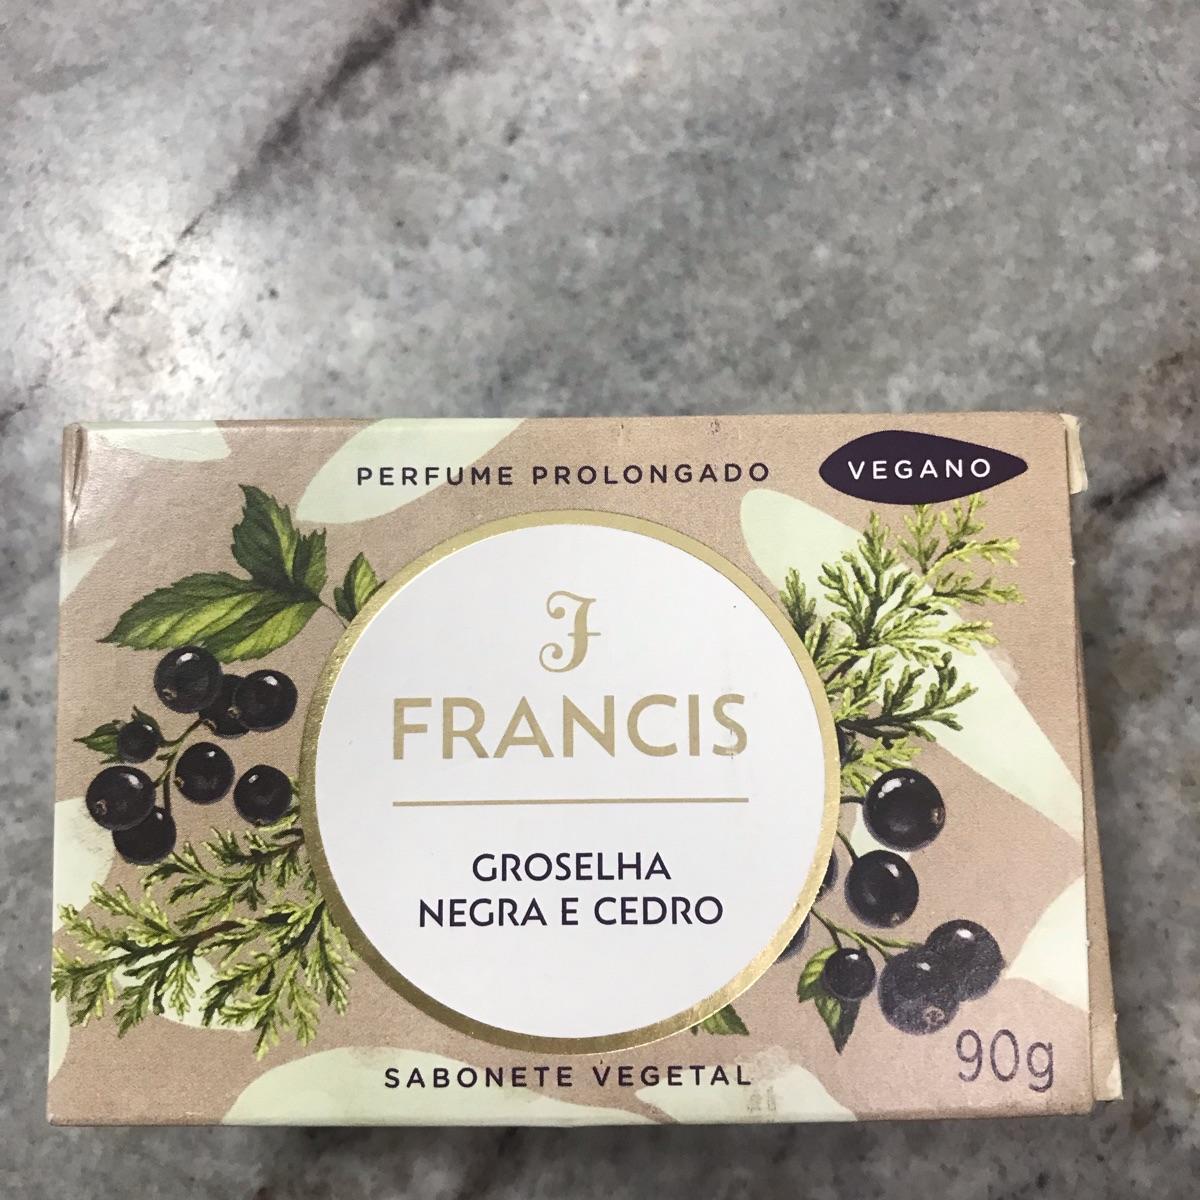 PERFUME PROLONGADO
VEGANO
F
FRANCIS
GROSELHA
NEGRA E CEDRO
SABONETE VEGETAL
90g